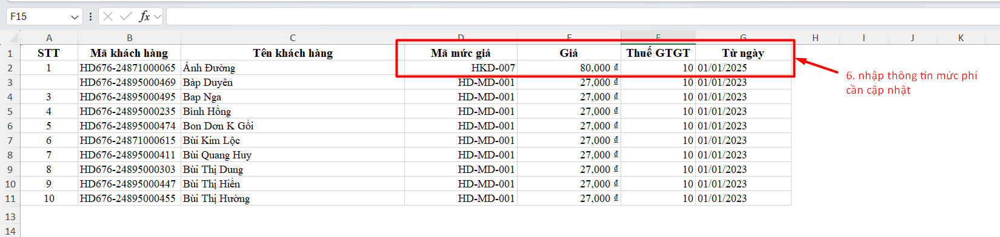 F15 fx
A B C D E F G H I J K
1 STT Mã khách hàng Tên khách hàng Mã mức giá Giá Thuế GTGT Từ ngày
2 1 HD676-24871000065 Ánh Đường HKD-007 80,000 ₫ 10 01/01/2025
3 HD676-24895000469 Bàp Duyên HD-MD-001 27,000 ₫ 10 01/01/2023
4 3 HD676-24895000495 Bap Nga HD-MD-001 27,000 ₫ 10 01/01/2023
5 4 HD676-24895000235 Bình Hồng HD-MD-001 27,000 ₫ 10 01/01/2023
6 5 HD676-24895000474 Bon Dơn K Gồi HD-MD-001 27,000 ₫ 10 01/01/2023
7 6 HD676-24871000615 Bùi Kim Lộc HD-MD-001 27,000 ₫ 10 01/01/2023
8 7 HD676-24895000411 Bùi Quang Huy HD-MD-001 27,000 ₫ 10 01/01/2023
9 8 HD676-24895000303 Bùi Thị Dung HD-MD-001 27,000 ₫ 10 01/01/2023
10 9 HD676-24895000447 Bùi Thị Hiền HD-MD-001 27,000 ₫ 10 01/01/2023
11 10 HD676-24895000455 Bùi Thị Hường HD-MD-001 27,000 ₫ 10 01/01/2023
13
14
6. nhập thông tin mức phí
cần cập nhật